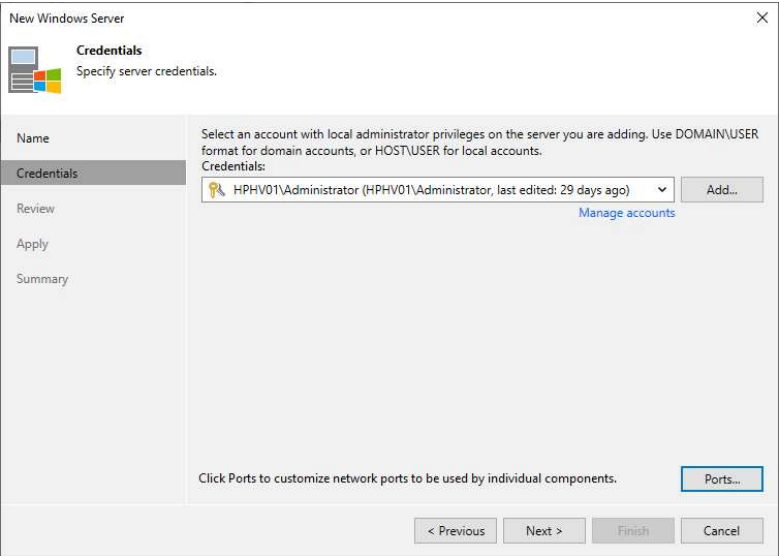 New Windows Server
Credentials
Specify server credentials.
Name
Credentials
Review
Apply
Summary
Select an account with local administrator privileges on the server you are adding. Use DOMAIN\USER
format for domain accounts, or HOST\USER for local accounts.
Credentials:
HPHV01\Administrator (HPHV01\Administrator, last edited: 29 days ago)
Add...
Manage accounts
Click Ports to customize network ports to be used by individual components.
Ports...
< Previous
Next >
Finish
Cancel